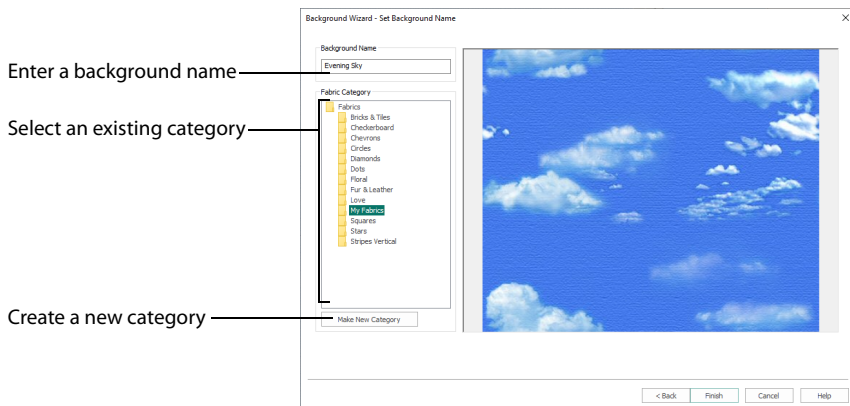 Background Wizard - Set Background Name
Background Name
Enter a background name
Evening Sky
Fabric Category
Select an existing category
Fabrics
Bricks & Tiles
Checkerboard
Chevrons
Circles
Diamonds
Dots
Floral
Fur & Leather
Love
My Fabrics
Squares
Stars
Stripes Vertical
Create a new category
Make New Category
< Back Finish Cancel Help